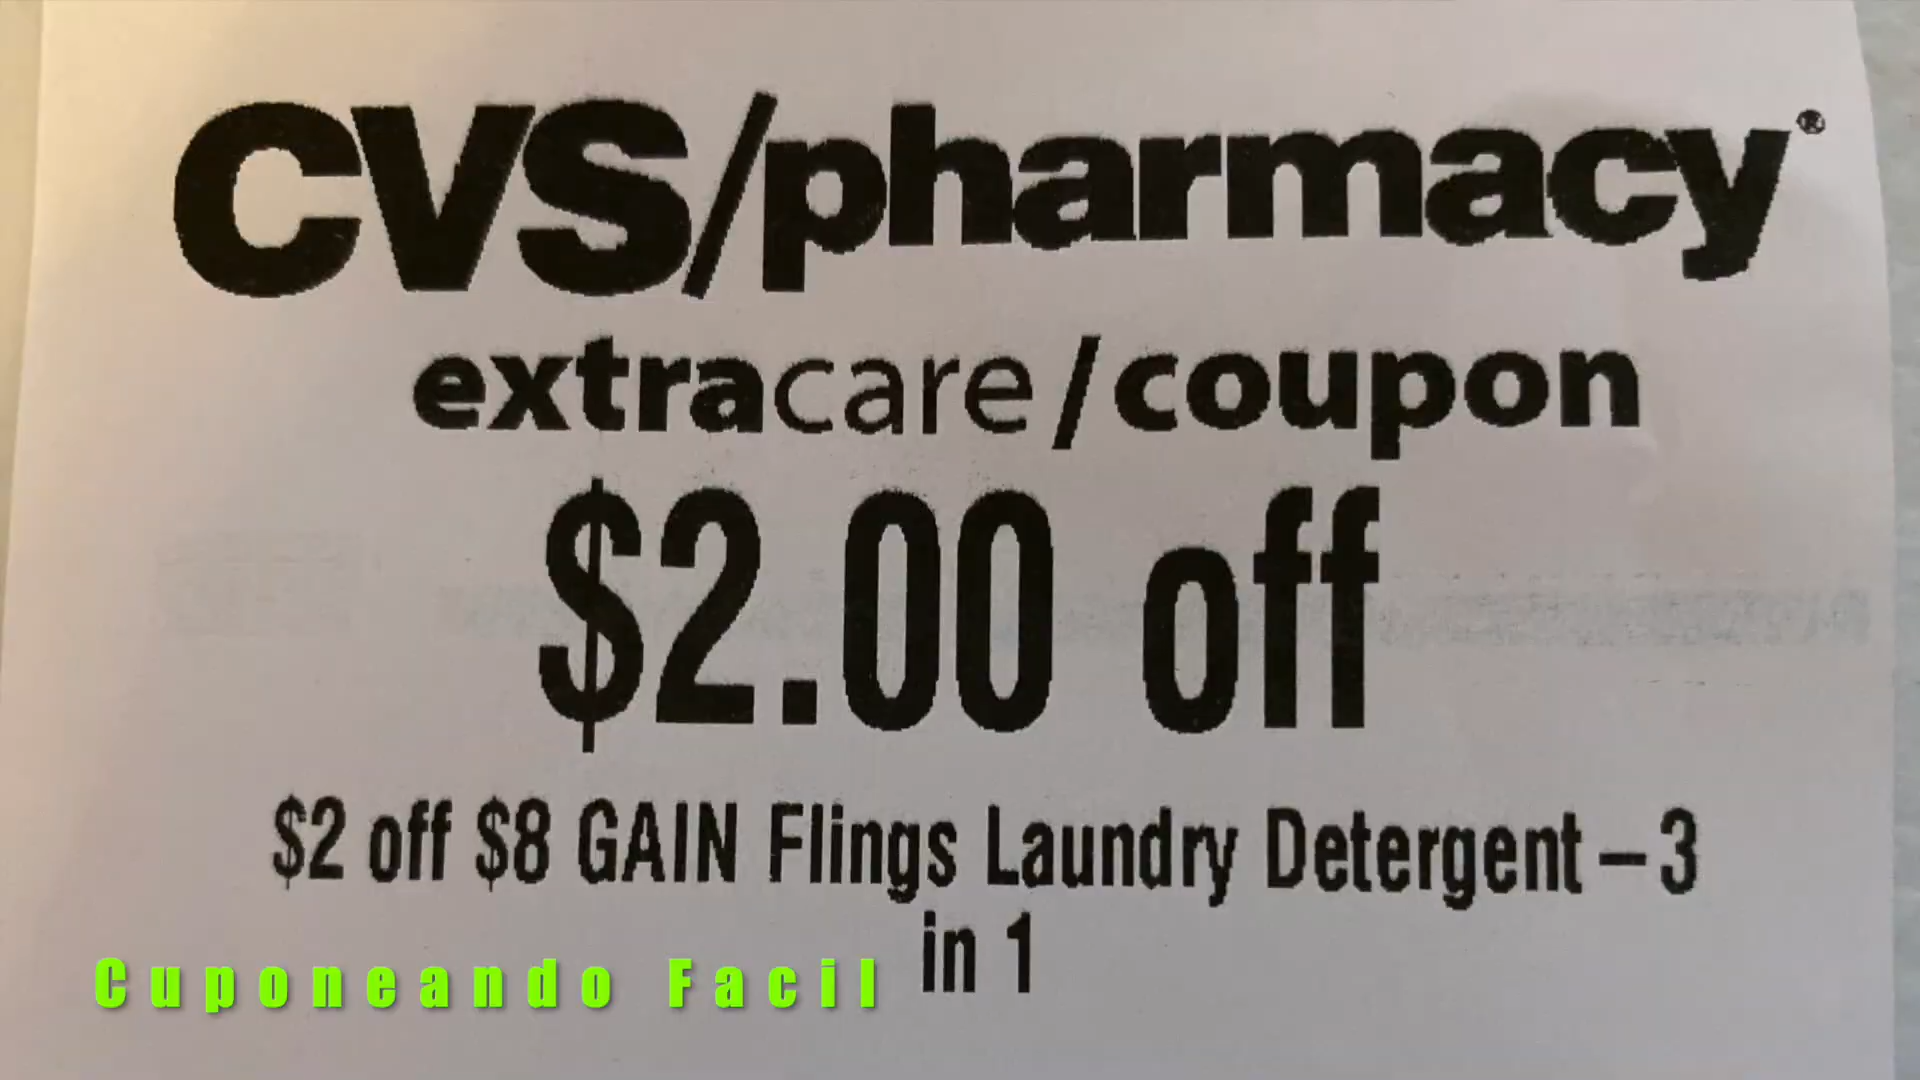 CVS/pharmacy®
extracare/coupon
$2.00 off
$2 off $8 GAIN Flings Laundry Detergent – 3
in 1
Cuponeando Facil